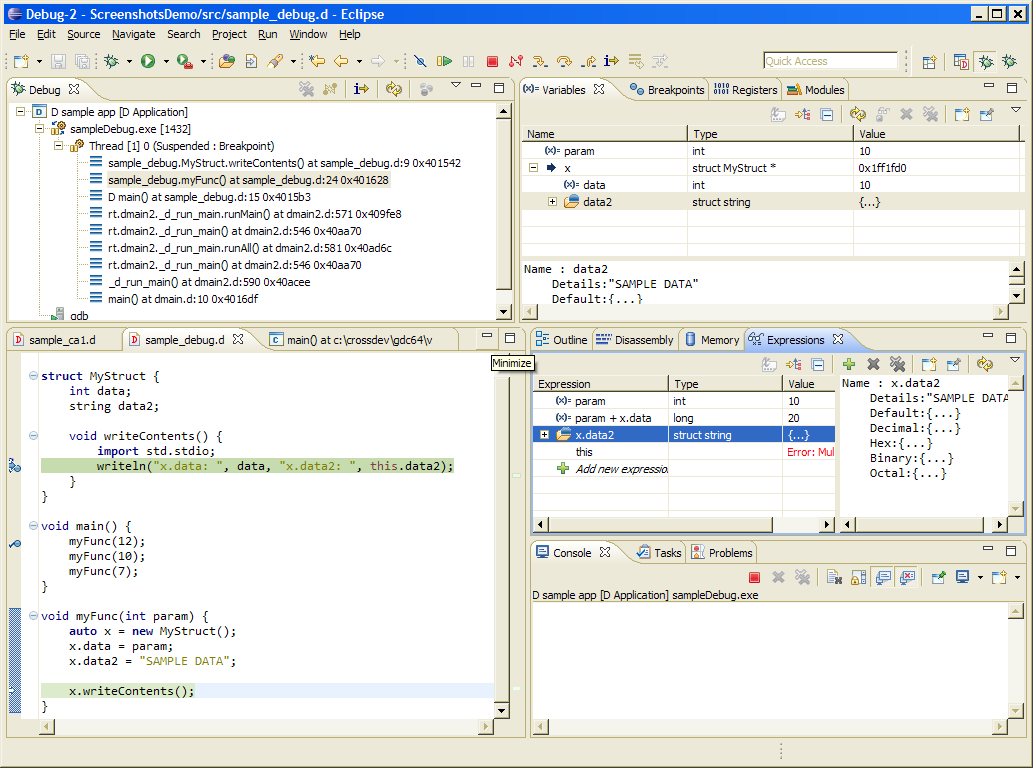 Debug-2 - ScreenshotsDemo/src/sample_debug.d - Eclipse
File Edit Source Navigate Search Project Run Window Help
Quick Access
Debug
D sample app [D Application]
sampleDebug.exe [1432]
Thread [1] 0 (Suspended : Breakpoint)
sample_debug.MyStruct.writeContents() at sample_debug.d:9 0x401542
sample_debug.myFunc() at sample_debug.d:24 0x401628
D main() at sample_debug.d:15 0x4015b3
rt.dmain2._d_run_main.runMain() at dmain2.d:571 0x409fe8
rt.dmain2._d_run_main() at dmain2.d:546 0x40aa70
rt.dmain2._d_run_main.runAll() at dmain2.d:581 0x40ad6c
rt.dmain2._d_run_main() at dmain2.d:546 0x40aa70
_d_run_main() at dmain2.d:590 0x40acee
main() at dmain.d:10 0x4016df
gdb
(x)= Variables Breakpoints Registers Modules
Name Type Value
(x)= param int 10
x struct MyStruct * 0x1ff1fd0
(x)= data int 10
data2 struct string {...}
Name : data2
Details:"SAMPLE DATA"
Default:{...}
sample_ca1.d sample_debug.d main() at c:\crossdev\gdc64\v
Minimize
struct MyStruct {
int data;
string data2;
void writeContents() {
import std.stdio;
writeln("x.data: ", data, "x.data2: ", this.data2);
}
}
void main() {
myFunc(12);
myFunc(10);
myFunc(7);
}
void myFunc(int param) {
auto x = new MyStruct();
x.data = param;
x.data2 = "SAMPLE DATA";
x.writeContents();
}
Outline Disassembly Memory Expressions
Expression Type Value
(x)= param int 10
(x)= param + x.data long 20
x.data2 struct string {...}
this Error: Mul
Add new expression
Name : x.data2
Details:"SAMPLE DATA
Default:{...}
Decimal:{...}
Hex:{...}
Binary:{...}
Octal:{...}
Console Tasks Problems
D sample app [D Application] sampleDebug.exe